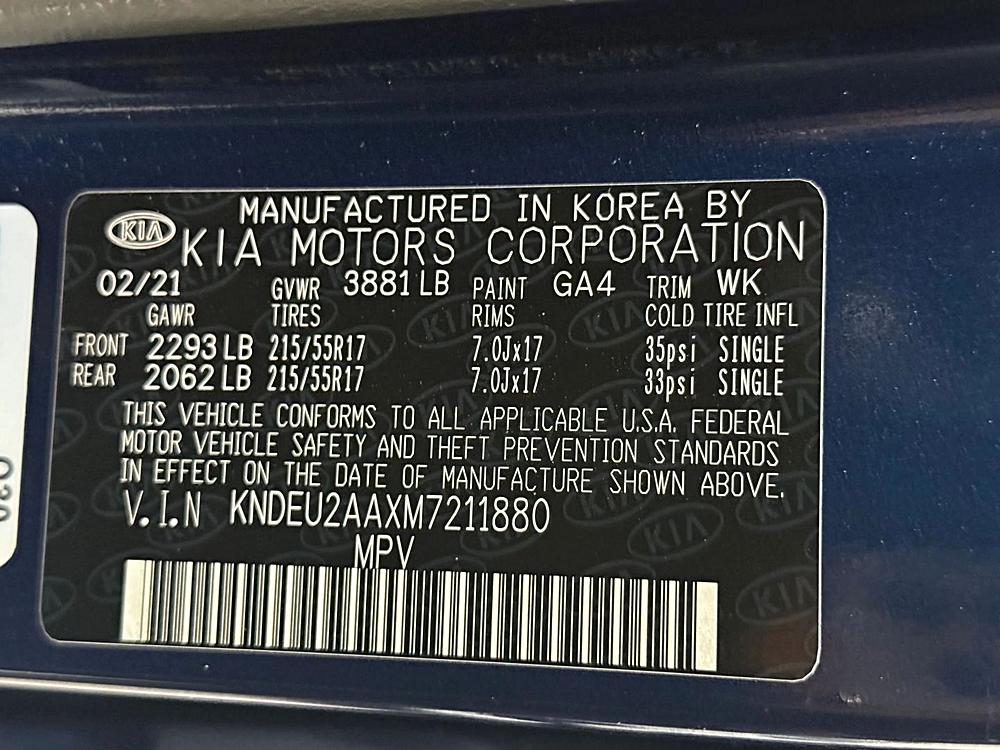 MANUFACTURED IN KOREA BY
KIA KIA MOTORS CORPORATION
02/21 GVWR 3881 LB PAINT GA4 TRIM WK
GAWR TIRES RIMS COLD TIRE INFL
FRONT 2293 LB 215/55R17 7.0Jx17 35psi SINGLE
REAR 2062 LB 215/55R17 7.0Jx17 33psi SINGLE
THIS VEHICLE CONFORMS TO ALL APPLICABLE U.S.A. FEDERAL
MOTOR VEHICLE SAFETY AND THEFT PREVENTION STANDARDS
IN EFFECT ON THE DATE OF MANUFACTURE SHOWN ABOVE.
V.I.N KNDEU2AAXM7211880
MPV